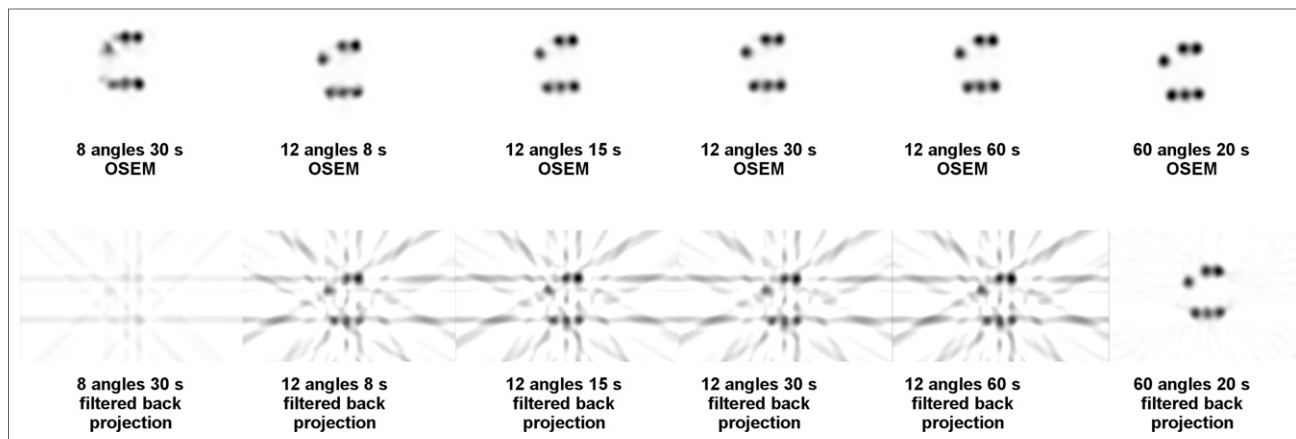 8 angles 30 s
OSEM
12 angles 8 s
OSEM
12 angles 15 s
OSEM
12 angles 30 s
OSEM
12 angles 60 s
OSEM
60 angles 20 s
OSEM
8 angles 30 s
filtered back
projection
12 angles 8 s
filtered back
projection
12 angles 15 s
filtered back
projection
12 angles 30 s
filtered back
projection
12 angles 60 s
filtered back
projection
60 angles 20 s
filtered back
projection